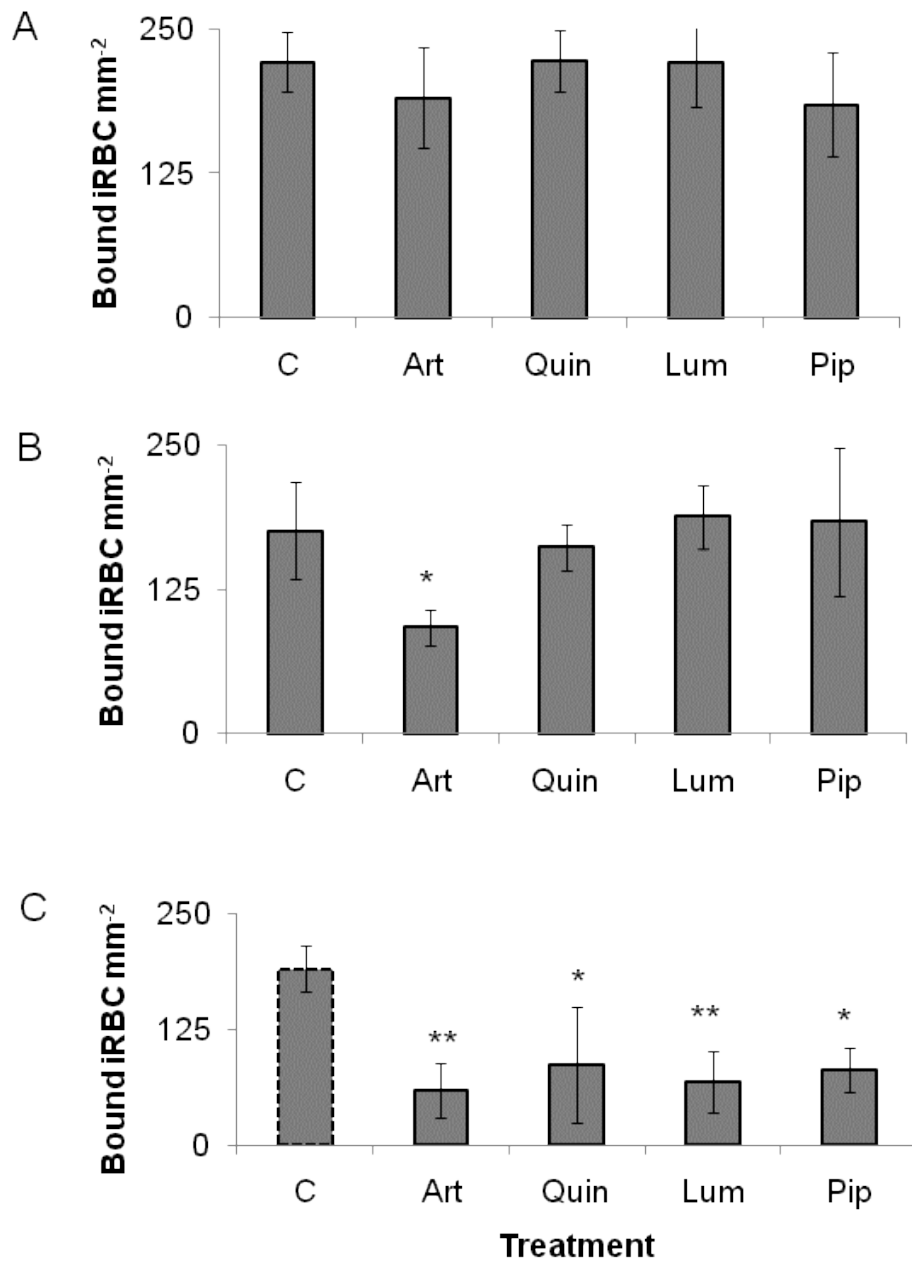 A
Bound iRBC mm-2
250
125
0
C Art Quin Lum Pip
B
Bound iRBC mm-2
250
125
0
*
C Art Quin Lum Pip
C
Bound iRBC mm-2
250
125
0
** * ** *
C Art Quin Lum Pip
Treatment